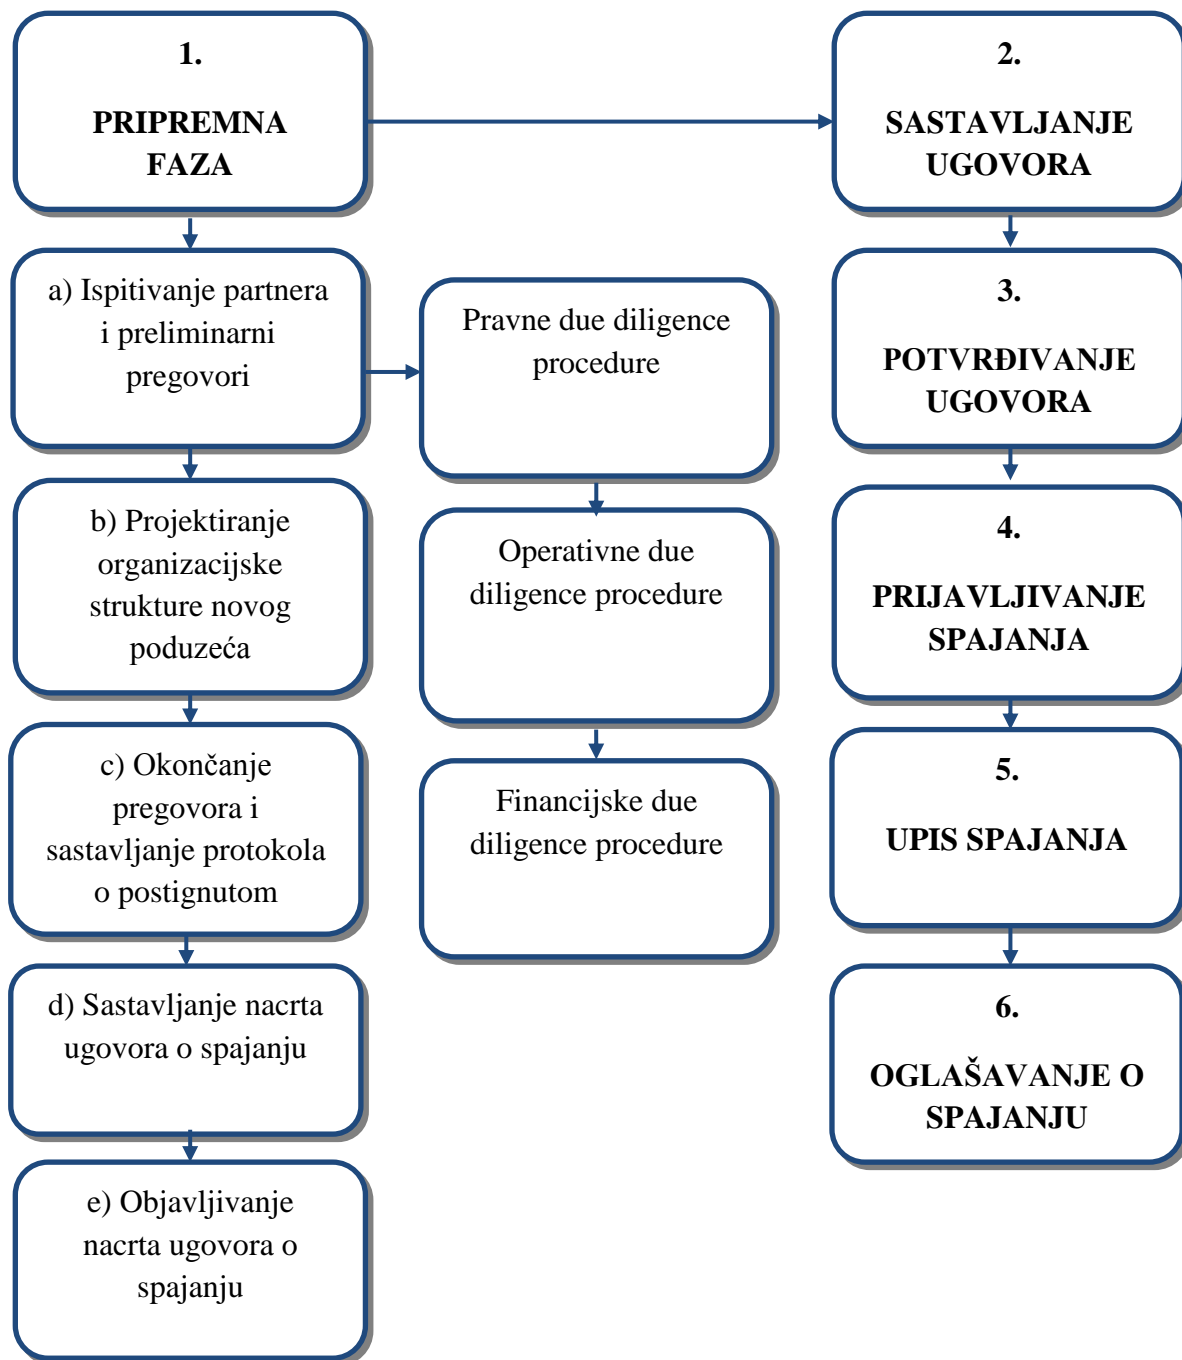 1.
PRIPREMNA
FAZA
a) Ispitivanje partnera
i preliminarni
pregovori
b) Projektiranje
organizacijske
strukture novog
poduzeća
c) Okončanje
pregovora i
sastavljanje protokola
o postignutom
d) Sastavljanje nacrta
ugovora o spajanju
e) Objavljivanje
nacrta ugovora o
spajanju
Pravne due diligence
procedure
Operativne due
diligence procedure
Financijske due
diligence procedure
2.
SASTAVLJANJE
UGOVORA
3.
POTVRĐIVANJE
UGOVORA
4.
PRIJAVLJIVANJE
SPAJANJA
5.
UPIS SPAJANJA
6.
OGLAŠAVANJE O
SPAJANJU